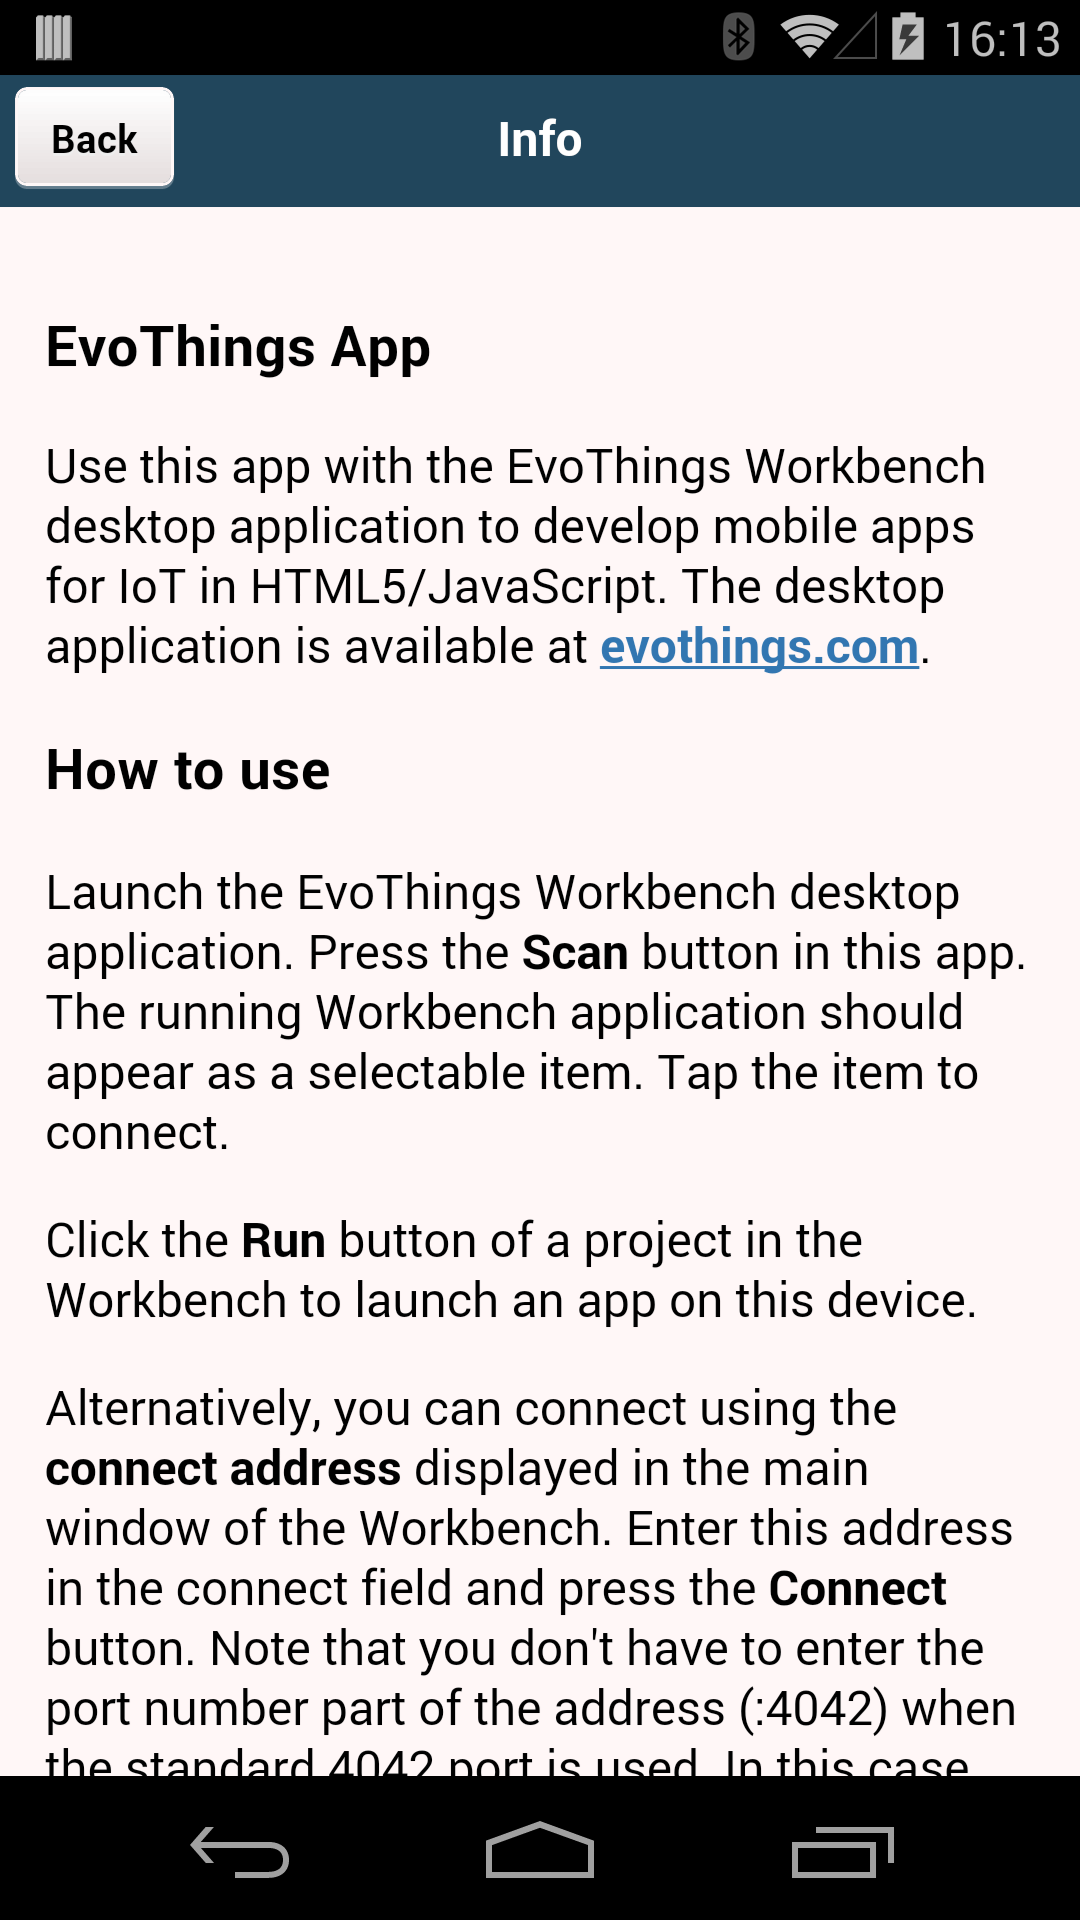 16:13
Back
Info
EvoThings App
Use this app with the EvoThings Workbench
desktop application to develop mobile apps
for IoT in HTML5/JavaScript. The desktop
application is available at evothings.com.
How to use
Launch the EvoThings Workbench desktop
application. Press the Scan button in this app.
The running Workbench application should
appear as a selectable item. Tap the item to
connect.
Click the Run button of a project in the
Workbench to launch an app on this device.
Alternatively, you can connect using the
connect address displayed in the main
window of the Workbench. Enter this address
in the connect field and press the Connect
button. Note that you don't have to enter the
port number part of the address (:4042) when
the standard 4042 port is used. In this case